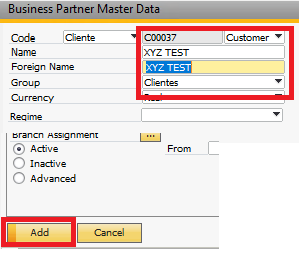 Business Partner Master Data
Code Cliente C00037 Customer
Name XYZ TEST
Foreign Name XYZ TEST
Group Clientes
Currency
Regime
Branch Assignment ...
Active From
Inactive
Advanced
Add Cancel